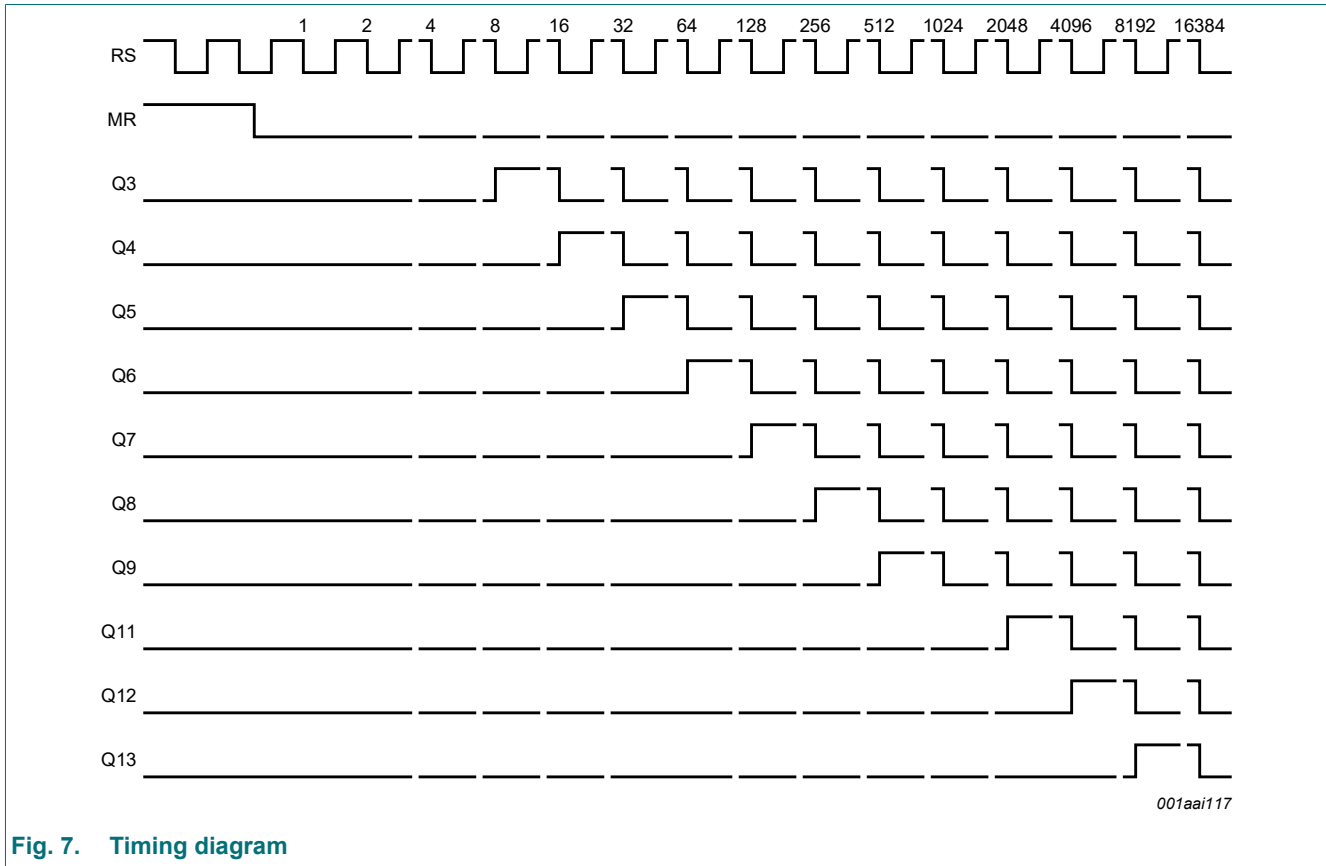 1 2 4 8 16 32 64 128 256 512 1024 2048 4096 8192 16384
RS
MR
Q3
Q4
Q5
Q6
Q7
Q8
Q9
Q11
Q12
Q13
001aai117
Fig. 7. Timing diagram